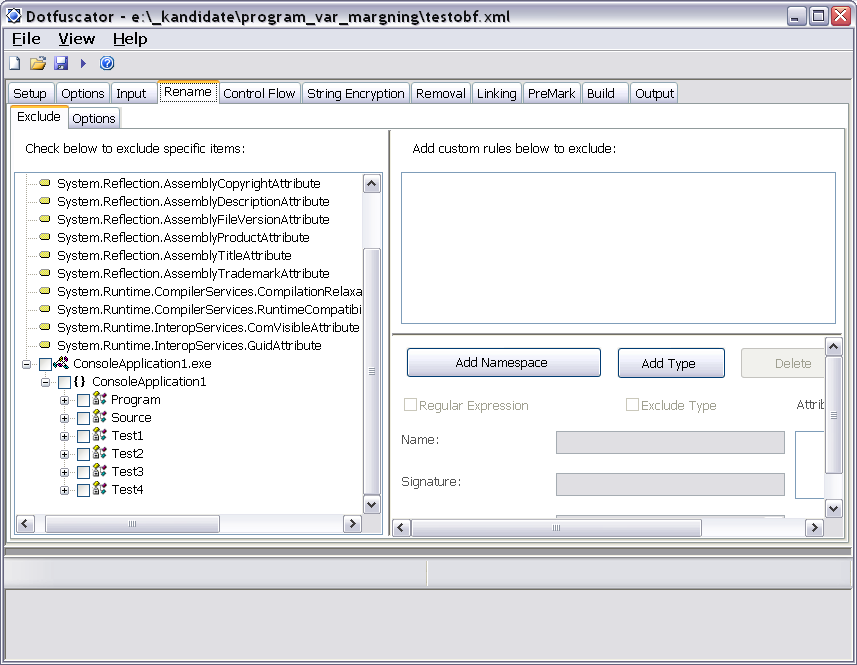 Dotfuscator - e:\_kandidate\program_var_margning\testobf.xml
File View Help
Setup Options Input Rename Control Flow String Encryption Removal Linking PreMark Build Output
Exclude Options
Check below to exclude specific items:
System.Reflection.AssemblyCopyrightAttribute
System.Reflection.AssemblyDescriptionAttribute
System.Reflection.AssemblyFileVersionAttribute
System.Reflection.AssemblyProductAttribute
System.Reflection.AssemblyTitleAttribute
System.Reflection.AssemblyTrademarkAttribute
System.Runtime.CompilerServices.CompilationRelaxa
System.Runtime.CompilerServices.RuntimeCompatibi
System.Runtime.InteropServices.ComVisibleAttribute
System.Runtime.InteropServices.GuidAttribute
ConsoleApplication1.exe
{} ConsoleApplication1
Program
Source
Test1
Test2
Test3
Test4
Add custom rules below to exclude:
Add Namespace Add Type Delete
Regular Expression Exclude Type Attrib
Name:
Signature: